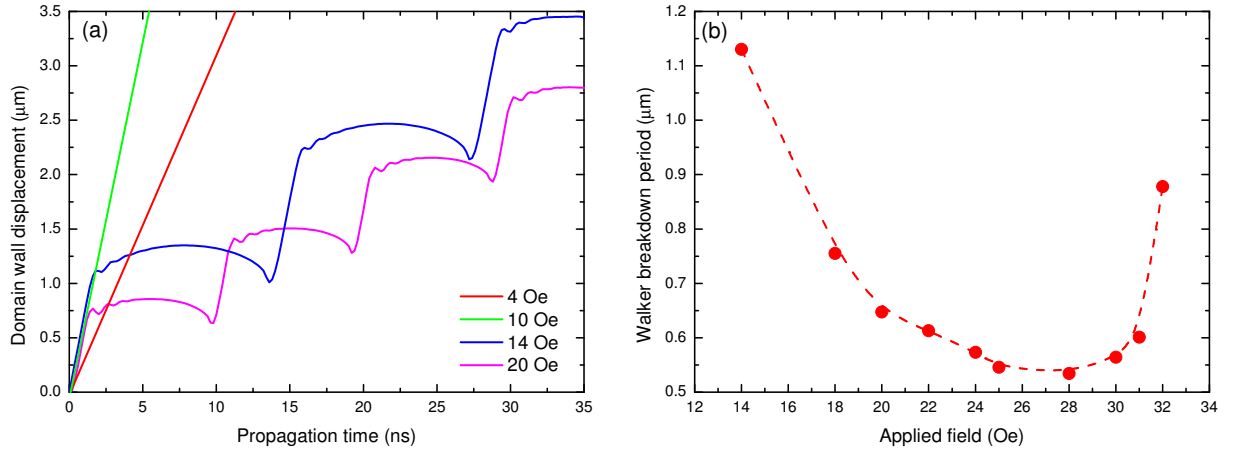 (a)
Domain wall displacement (μm)
3.5
3.0
2.5
2.0
1.5
1.0
0.5
0.0
0 5 10 15 20 25 30 35
Propagation time (ns)
4 Oe
10 Oe
14 Oe
20 Oe
(b)
Walker breakdown period (μm)
1.2
1.1
1.0
0.9
0.8
0.7
0.6
0.5
12 14 16 18 20 22 24 26 28 30 32 34
Applied field (Oe)